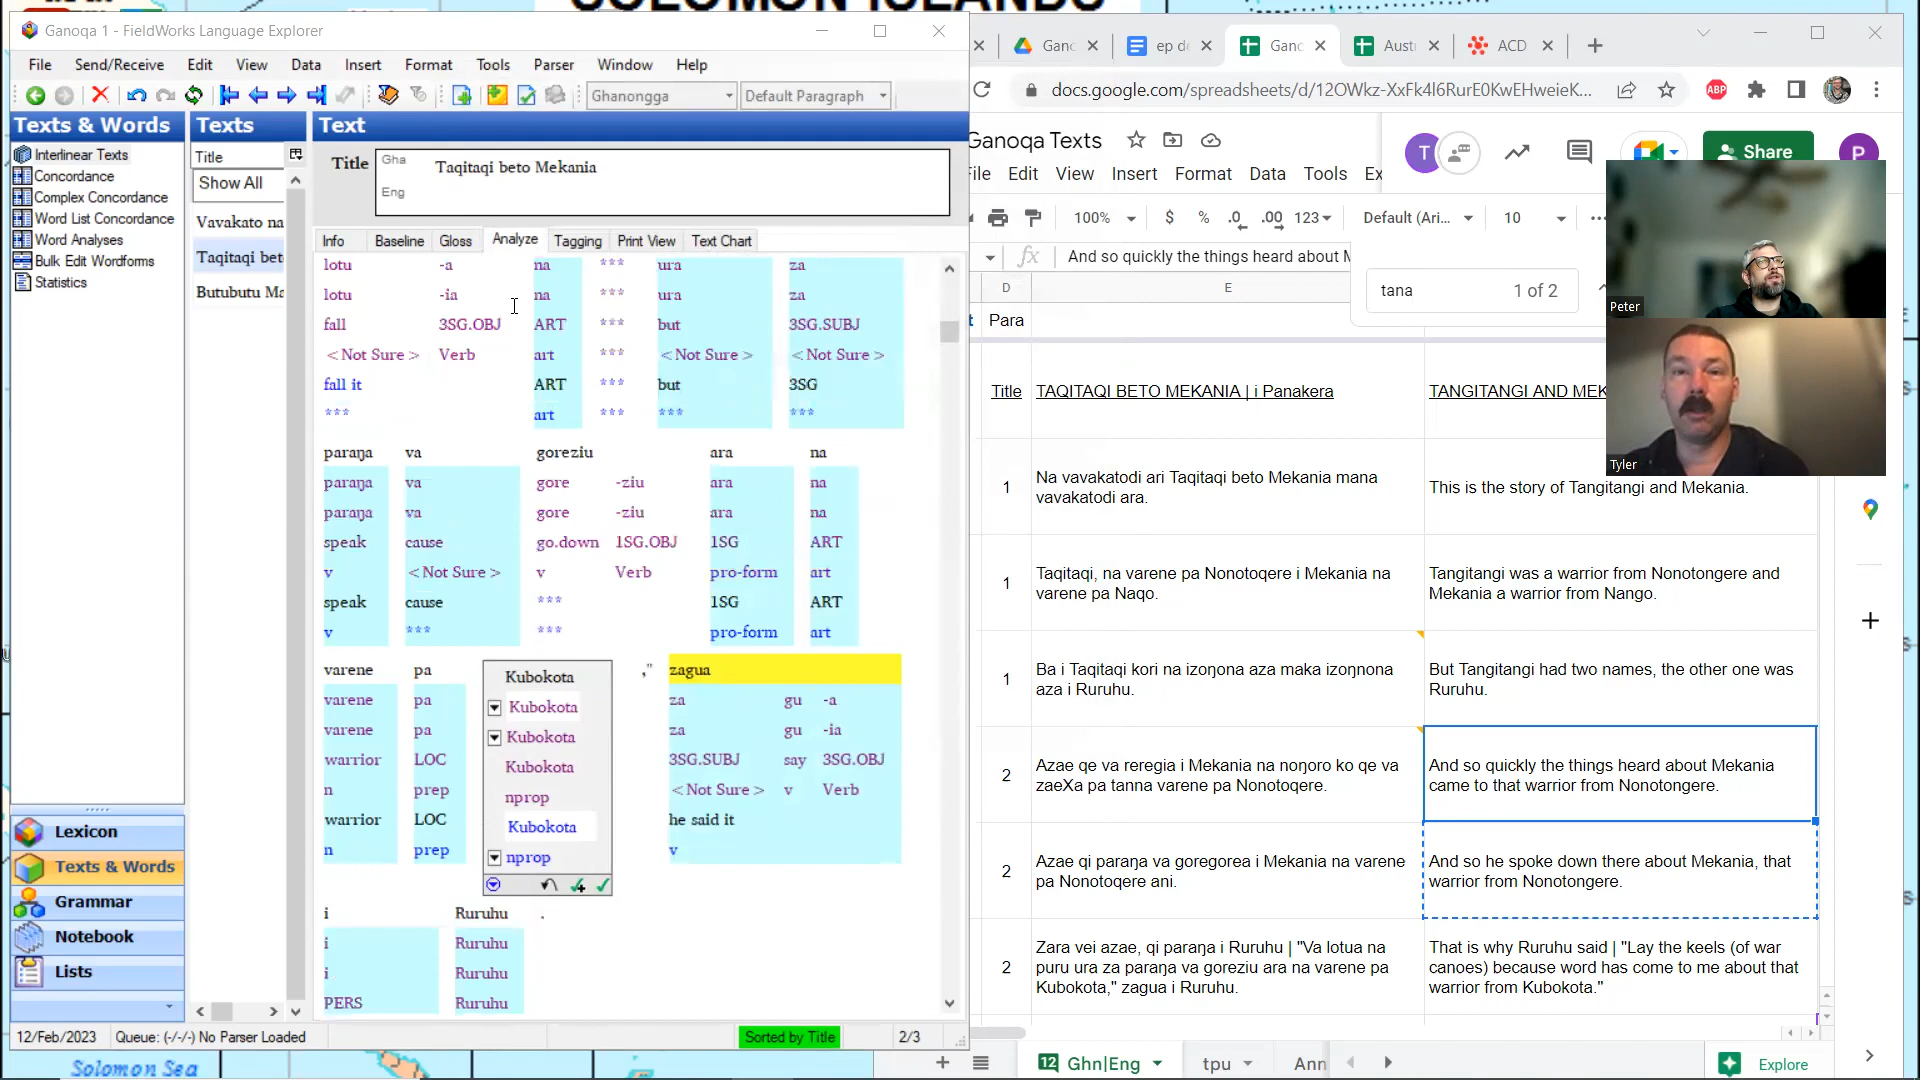 SOLOMON ISLANDS
Ganoqa 1 - FieldWorks Language Explorer
File Send/Receive Edit View Data Insert Format Tools Parser Window Help
Ghanongga Default Paragraph
Texts & Words
Interlinear Texts
Concordance
Complex Concordance
Word List Concordance
Word Analyses
Bulk Edit Wordforms
Statistics
Lexicon
Texts & Words
Grammar
Notebook
Lists
Texts
Title
Show All
Vavakato na
Taqitaqi bet
Butubutu Ma
Text
Title Gha Taqitaqi beto Mekania
Eng
Info Baseline Gloss Analyze Tagging Print View Text Chart
lotu -a na *** ura za
lotu -ia na *** ura za
fall 3SG.OBJ ART *** but 3SG.SUBJ
<Not Sure> Verb art *** <Not Sure> <Not Sure>
fall it ART *** but 3SG
*** art *** *** ***
paraŋa va goreziu ara na
paraŋa va gore -ziu ara na
paraŋa va gore -ziu ara na
speak cause go.down 1SG.OBJ 1SG ART
v <Not Sure> v Verb pro-form art
speak cause *** 1SG ART
v *** *** pro-form art
varene pa Kubokota ," zagua
varene pa Kubokota za gu -a
varene pa Kubokota za gu -ia
warrior LOC Kubokota 3SG.SUBJ say 3SG.OBJ
n prep nprop <Not Sure> v Verb
warrior LOC Kubokota he said it
n prep nprop v
i Ruruhu .
i Ruruhu
i Ruruhu
PERS Ruruhu
12/Feb/2023 Queue: (-/-/-) No Parser Loaded Sorted by Title 2/3
Solomon Sea
Ganc ep d Ganc Aust ACD
docs.google.com/spreadsheets/d/12OWkz-XxFk4l6RurE0KwEHweieK...
ABP
Ganoqa Texts
T Share P
File Edit View Insert Format Data Tools Ex
100% $ % .0 .00 123 Default (Ari... 10
fx And so quickly the things heard about M
tana 1 of 2
D E
t Para
Title TAQITAQI BETO MEKANIA | i Panakera TANGITANGI AND MEK
1 Na vavakatodi ari Taqitaqi beto Mekania mana
vavakatodi ara.
This is the story of Tangitangi and Mekania.
1 Taqitaqi, na varene pa Nonotoqere i Mekania na
varene pa Naqo.
Tangitangi was a warrior from Nonotongere and
Mekania a warrior from Nango.
1 Ba i Taqitaqi kori na izoŋona aza maka izoŋnona
aza i Ruruhu.
But Tangitangi had two names, the other one was
Ruruhu.
2 Azae qe va reregia i Mekania na noŋoro ko qe va
zaeXa pa tanna varene pa Nonotoqere.
And so quickly the things heard about Mekania
came to that warrior from Nonotongere.
2 Azae qi paraŋa va goregorea i Mekania na varene
pa Nonotoqere ani.
And so he spoke down there about Mekania, that
warrior from Nonotongere.
2 Zara vei azae, qi paraŋa i Ruruhu | "Va lotua na
puru ura za paraŋa va goreziu ara na varene pa
Kubokota," zagua i Ruruhu.
That is why Ruruhu said | "Lay the keels (of war
canoes) because word has come to me about that
warrior from Kubokota."
12 Ghn|Eng tpu Ann Explore
Peter
Tyler